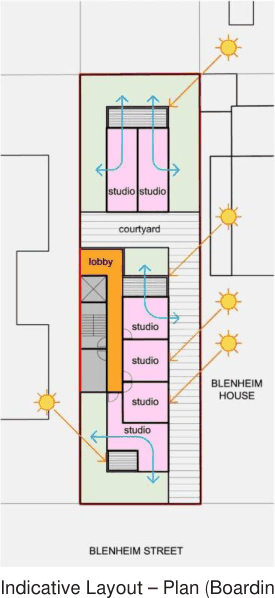 studio studio
courtyard
lobby
studio
studio
BLENHEIM
HOUSE
studio
studio
BLENHEIM STREET
Indicative Layout – Plan (Boardin